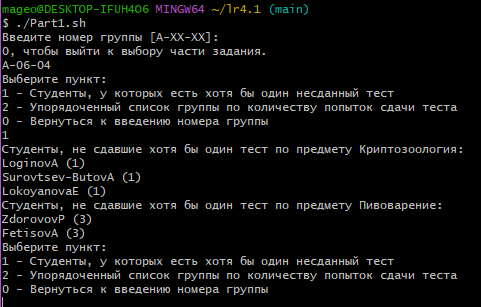 mageo@DESKTOP-IFUH4O6 MINGW64 ~/lr4.1 (main)
$ ./Part1.sh
Введите номер группы [A-XX-XX]:
0, чтобы выйти к выбору части задания.
A-06-04
Выберите пункт:
1 - Студенты, у которых есть хотя бы один несданный тест
2 - Упорядоченный список группы по количеству попыток сдачи теста
0 - Вернуться к введению номера группы
1
Студенты, не сдавшие хотя бы один тест по предмету Криптозоология:
LoginovA (1)
Surovtsev-ButovA (1)
LokoyanovaE (1)
Студенты, не сдавшие хотя бы один тест по предмету Пивоварение:
ZdorovovP (3)
FetisovA (3)
Выберите пункт:
1 - Студенты, у которых есть хотя бы один несданный тест
2 - Упорядоченный список группы по количеству попыток сдачи теста
0 - Вернуться к введению номера группы